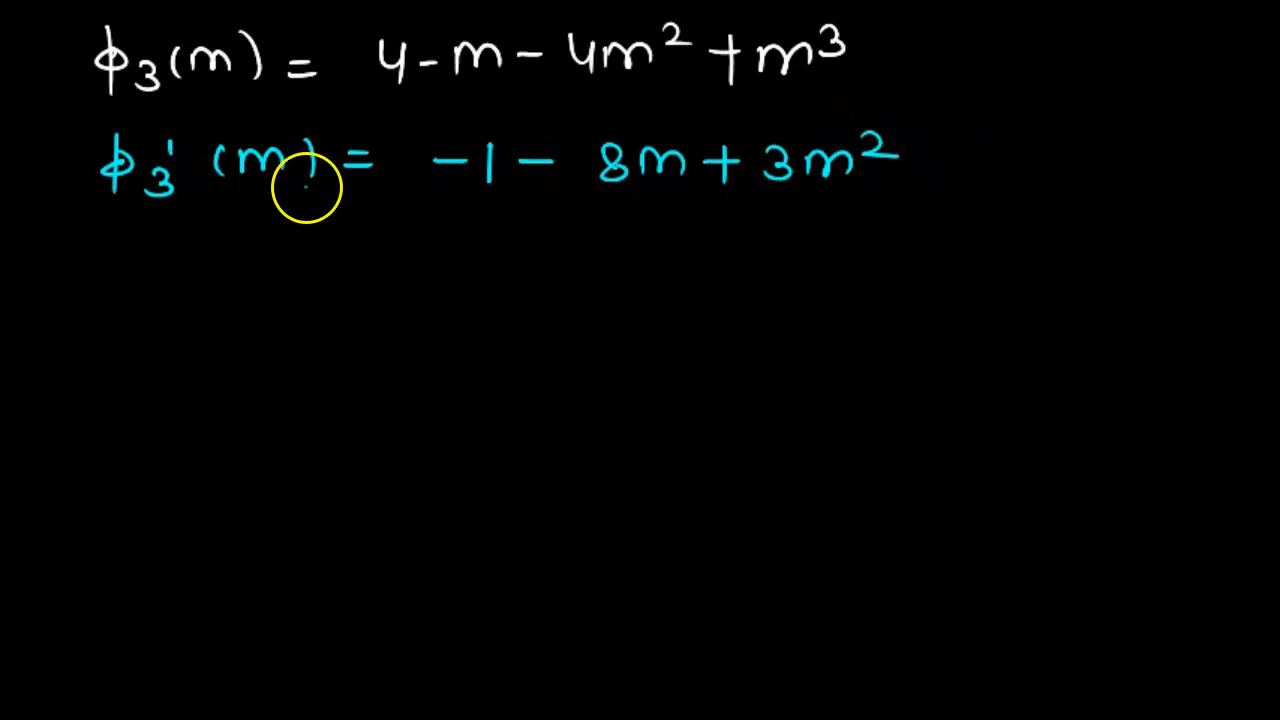 ϕ₃(m) = 4 - m - 4m² + m³
ϕ₃'(m) = -1 - 8m + 3m²